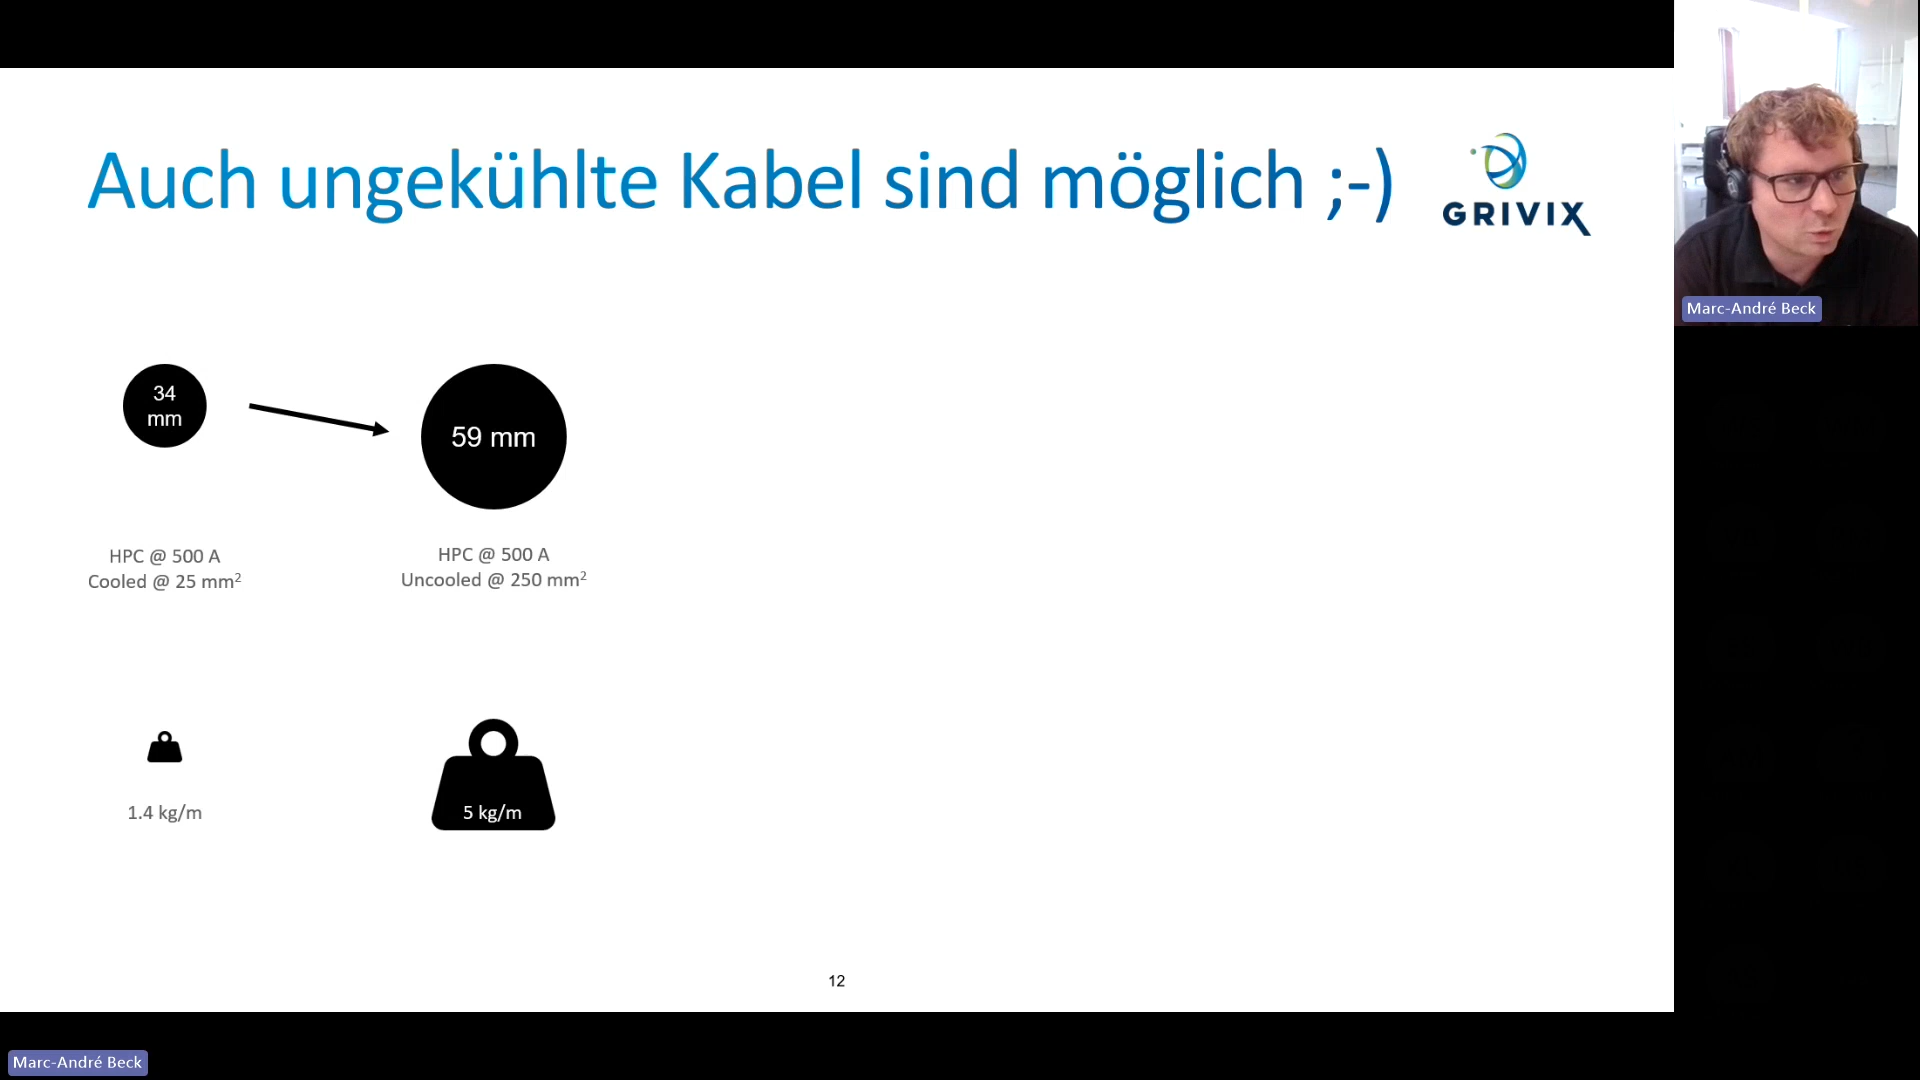 Auch ungekühlte Kabel sind möglich ;-)
GRIVIX
Marc-André Beck
34
mm
59 mm
HPC @ 500 A
Cooled @ 25 mm²
HPC @ 500 A
Uncooled @ 250 mm²
1.4 kg/m
5 kg/m
12
Marc-André Beck